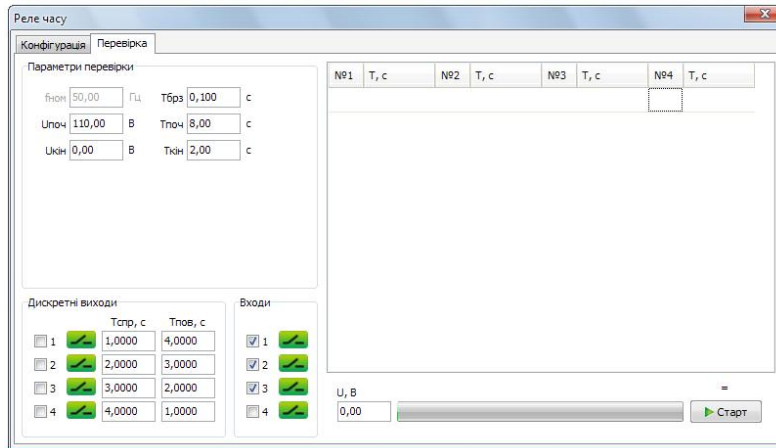 Реле часу
Конфігурація Перевірка
Параметри перевірки
fном 50,00 Гц Тбрз 0,100 с
Uпоч 110,00 В Тпоч 8,00 с
Uкін 0,00 В Ткін 2,00 с
№1 Т, с №2 Т, с №3 Т, с №4 Т, с
Дискретні виходи
Тспр, с Тпов, с
1 1,0000 4,0000
2 2,0000 3,0000
3 3,0000 2,0000
4 4,0000 1,0000
Входи
1
2
3
4
U, В
0,00
=
Старт